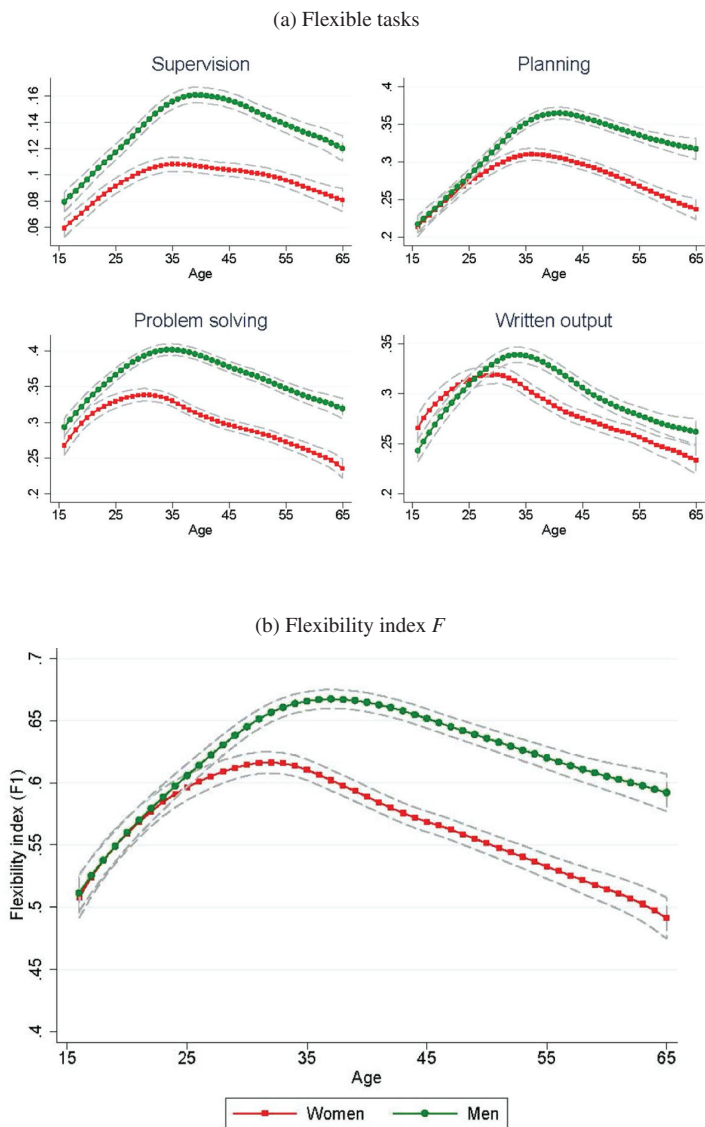 (a) Flexible tasks
Supervision
.16
.14
.12
.1
.08
.06
15 25 35 45 55 65
Age
Planning
.4
.35
.3
.25
.2
15 25 35 45 55 65
Age
Problem solving
.4
.35
.3
.25
.2
15 25 35 45 55 65
Age
Written output
.35
.3
.25
.2
15 25 35 45 55 65
Age
(b) Flexibility index F
Flexibility index (F1)
.7
.65
.6
.55
.5
.45
.4
15 25 35 45 55 65
Age
Women Men